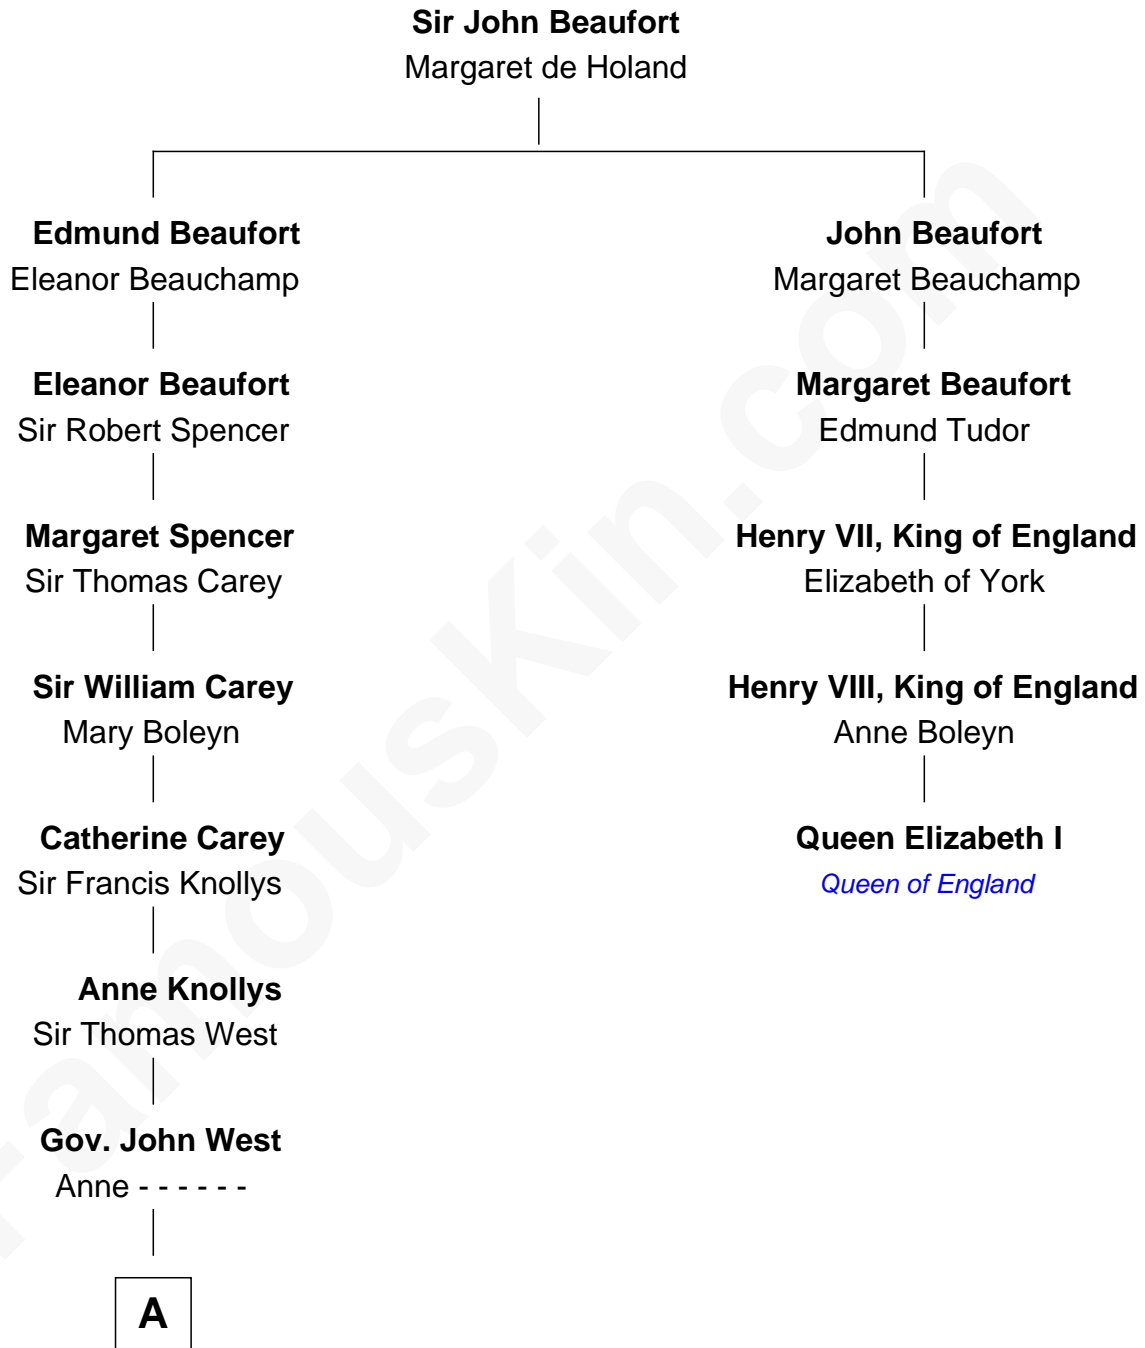 Sir John Beaufort
Margaret de Holand
Edmund Beaufort
Eleanor Beauchamp
John Beaufort
Margaret Beauchamp
Eleanor Beaufort
Sir Robert Spencer
Margaret Beaufort
Edmund Tudor
Margaret Spencer
Sir Thomas Carey
Henry VII, King of England
Elizabeth of York
Sir William Carey
Mary Boleyn
Henry VIII, King of England
Anne Boleyn
Catherine Carey
Sir Francis Knollys
Queen Elizabeth I
Queen of England
Anne Knollys
Sir Thomas West
Gov. John West
Anne - - - - - -
A
FamousKin.com